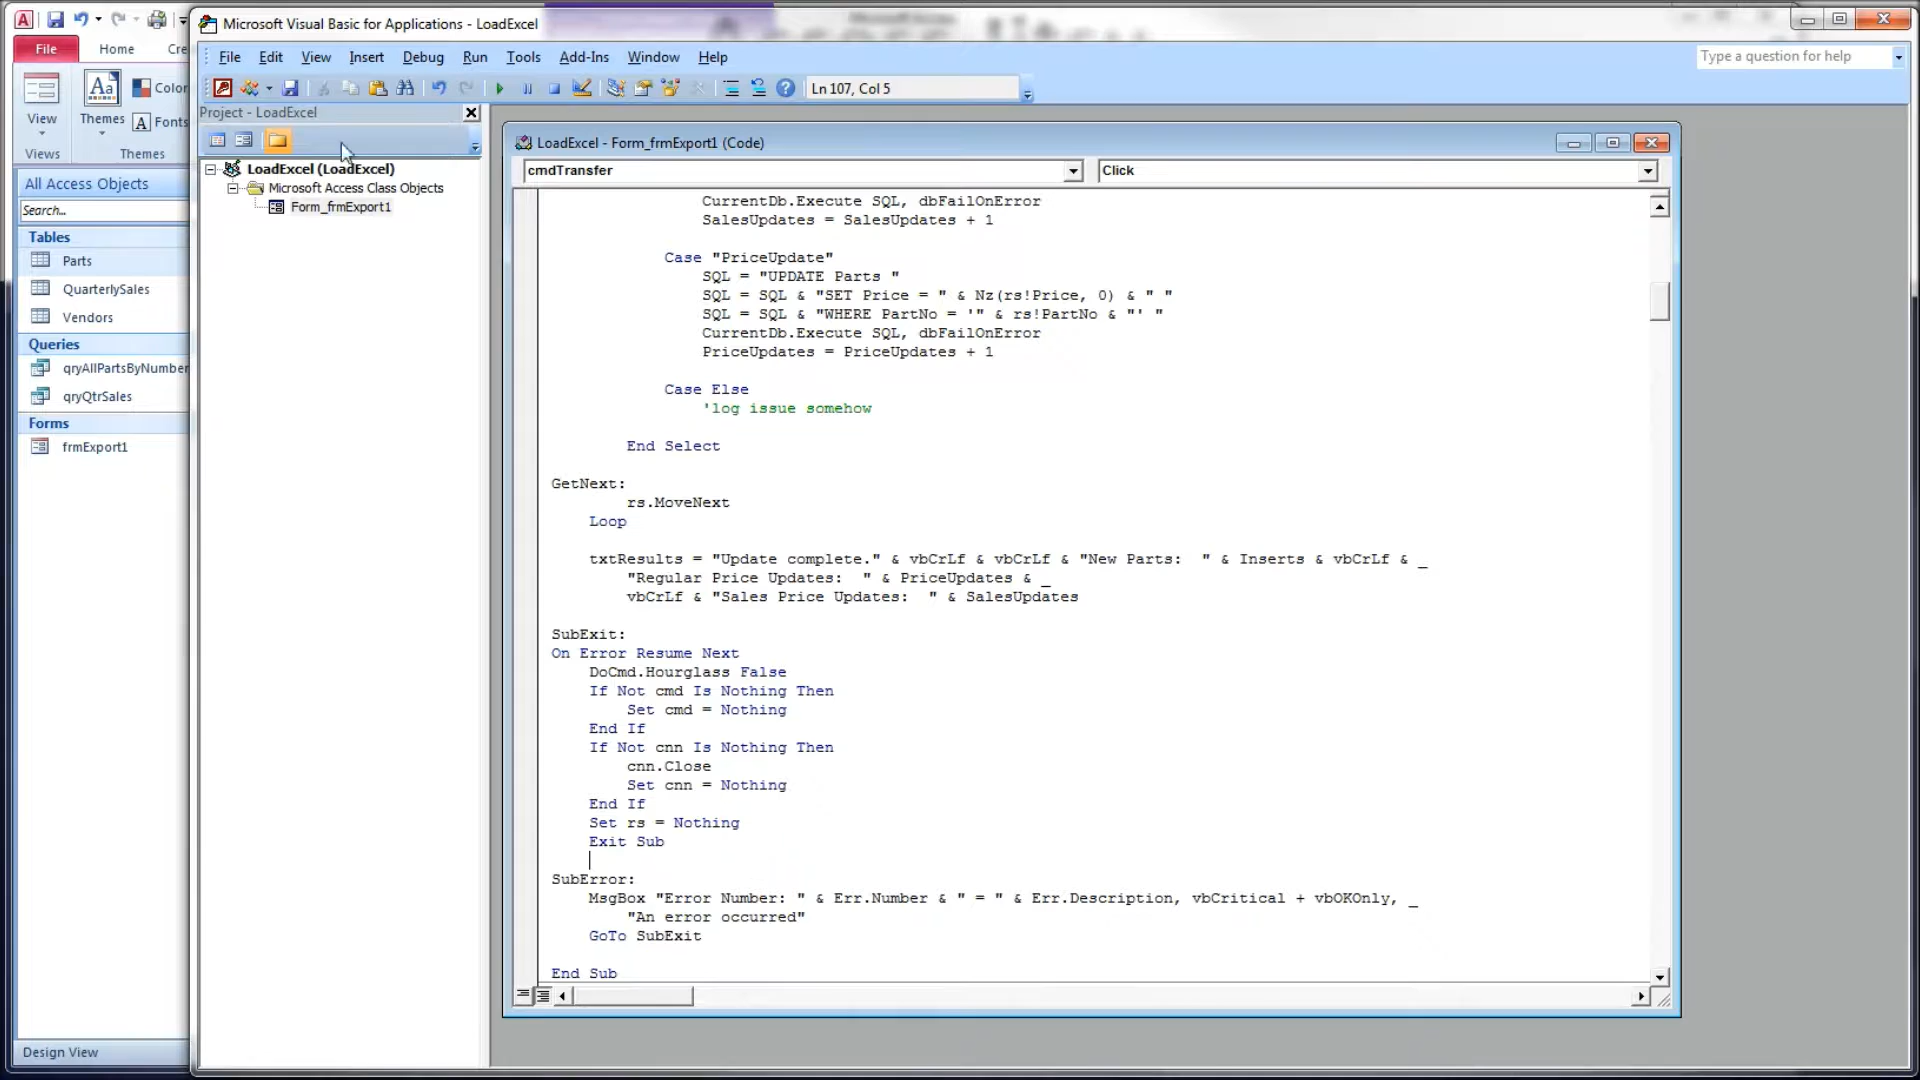 Microsoft Visual Basic for Applications - LoadExcel
File Home Cre
File Edit View Insert Debug Run Tools Add-Ins Window Help
Type a question for help
View
Themes
Aa
Color
A Fonts
Views
Themes
Ln 107, Col 5
Project - LoadExcel
LoadExcel (LoadExcel)
Microsoft Access Class Objects
Form_frmExport1
All Access Objects
Search...
Tables
Parts
QuarterlySales
Vendors
Queries
qryAllPartsByNumber
qryQtrSales
Forms
frmExport1
Design View
LoadExcel - Form_frmExport1 (Code)
cmdTransfer
Click
CurrentDb.Execute SQL, dbFailOnError
SalesUpdates = SalesUpdates + 1
Case "PriceUpdate"
SQL = "UPDATE Parts "
SQL = SQL & "SET Price = " & Nz(rs!Price, 0) & " "
SQL = SQL & "WHERE PartNo = '" & rs!PartNo & "' "
CurrentDb.Execute SQL, dbFailOnError
PriceUpdates = PriceUpdates + 1
Case Else
'log issue somehow
End Select
GetNext:
rs.MoveNext
Loop
txtResults = "Update complete." & vbCrLf & vbCrLf & "New Parts:  " & Inserts & vbCrLf & _
"Regular Price Updates:  " & PriceUpdates & _
vbCrLf & "Sales Price Updates:  " & SalesUpdates
SubExit:
On Error Resume Next
DoCmd.Hourglass False
If Not cmd Is Nothing Then
Set cmd = Nothing
End If
If Not cnn Is Nothing Then
cnn.Close
Set cnn = Nothing
End If
Set rs = Nothing
Exit Sub
SubError:
MsgBox "Error Number: " & Err.Number & " = " & Err.Description, vbCritical + vbOKOnly, _
"An error occurred"
GoTo SubExit
End Sub